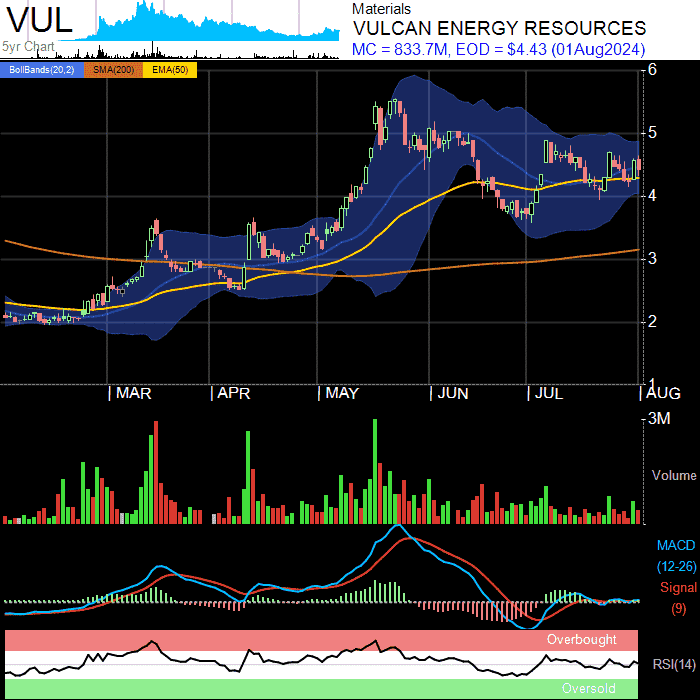 VUL
5yr Chart
Materials
VULCAN ENERGY RESOURCES
MC = 833.7M, EOD = $4.43 (01Aug2024)
BollBands(20,2) SMA(200) EMA(50)
6
5
4
3
2
1
MAR APR MAY JUN JUL AUG
3M
Volume
MACD
(12-26)
Signal
(9)
Overbought
RSI(14)
Oversold